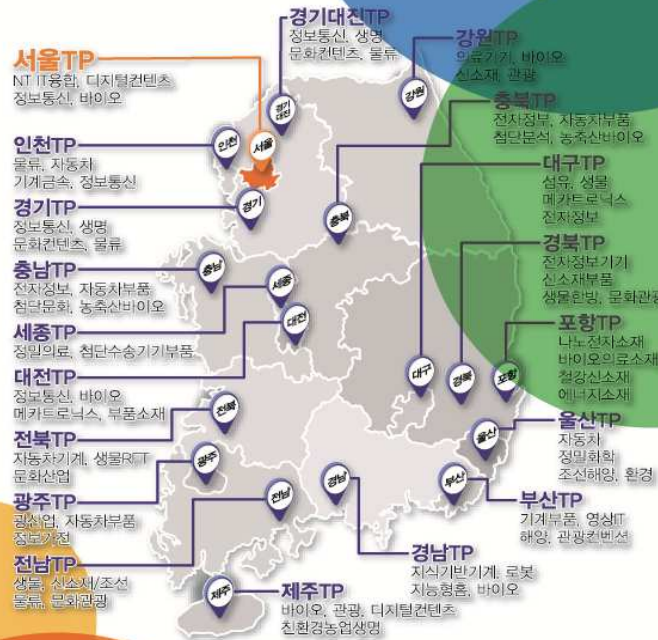 경기대진TP
정보통신, 생명
문화컨텐츠, 물류
서울TP
NT IT융합, 디지털컨텐츠
정보통신, 바이오
강원TP
의료기기, 바이오
신소재, 관광
충북TP
전자정부, 자동차부품
첨단분석, 농축산바이오
인천TP
물류, 자동차
기계금속, 정보통신
대구TP
섬유, 생물
메카트로닉스
전자정보
경기TP
정보통신, 생명
문화컨텐츠, 물류
경북TP
전자정보기기
신소재부품
생물한방, 문화관광
충남TP
전자정보, 자동차부품
첨단문화, 농축산바이오
세종TP
정밀의료, 첨단수송기기부품
포항TP
나노전자소재
바이오의료소재
철강신소재
에너지소재
대전TP
정보통신, 바이오
메카트로닉스, 부품소재
전북TP
자동차기계, 생물RFT
문화산업
울산TP
자동차
정밀화학
조선해양, 환경
광주TP
광산업, 자동차부품
정보가전
부산TP
기계부품, 영상IT
해양, 관광컨벤션
전남TP
생물, 신소재/조선
물류, 문화관광
경남TP
지식기반기계, 로봇
지능형홈, 바이오
제주TP
바이오, 관광, 디지털컨텐츠
친환경농업생명
경기
대진
강원
인천
서울
경기
충북
충남
세종
대전
대구
경북
포항
전북
울산
광주
전남
경남
부산
제주